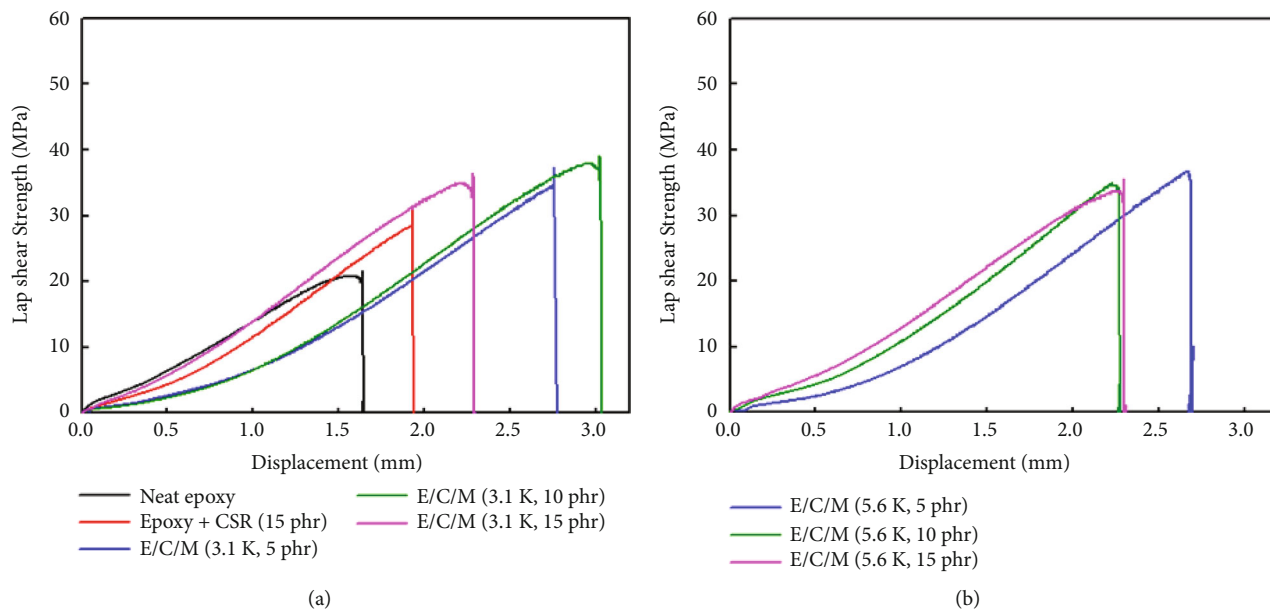 60
50
40
30
20
10
0
Lap shear Strength (MPa)
0.0 0.5 1.0 1.5 2.0 2.5 3.0
Displacement (mm)
Neat epoxy
Epoxy + CSR (15 phr)
E/C/M (3.1 K, 5 phr)
E/C/M (3.1 K, 10 phr)
E/C/M (3.1 K, 15 phr)
(a)
60
50
40
30
20
10
0
Lap shear Strength (MPa)
0.0 0.5 1.0 1.5 2.0 2.5 3.0
Displacement (mm)
E/C/M (5.6 K, 5 phr)
E/C/M (5.6 K, 10 phr)
E/C/M (5.6 K, 15 phr)
(b)